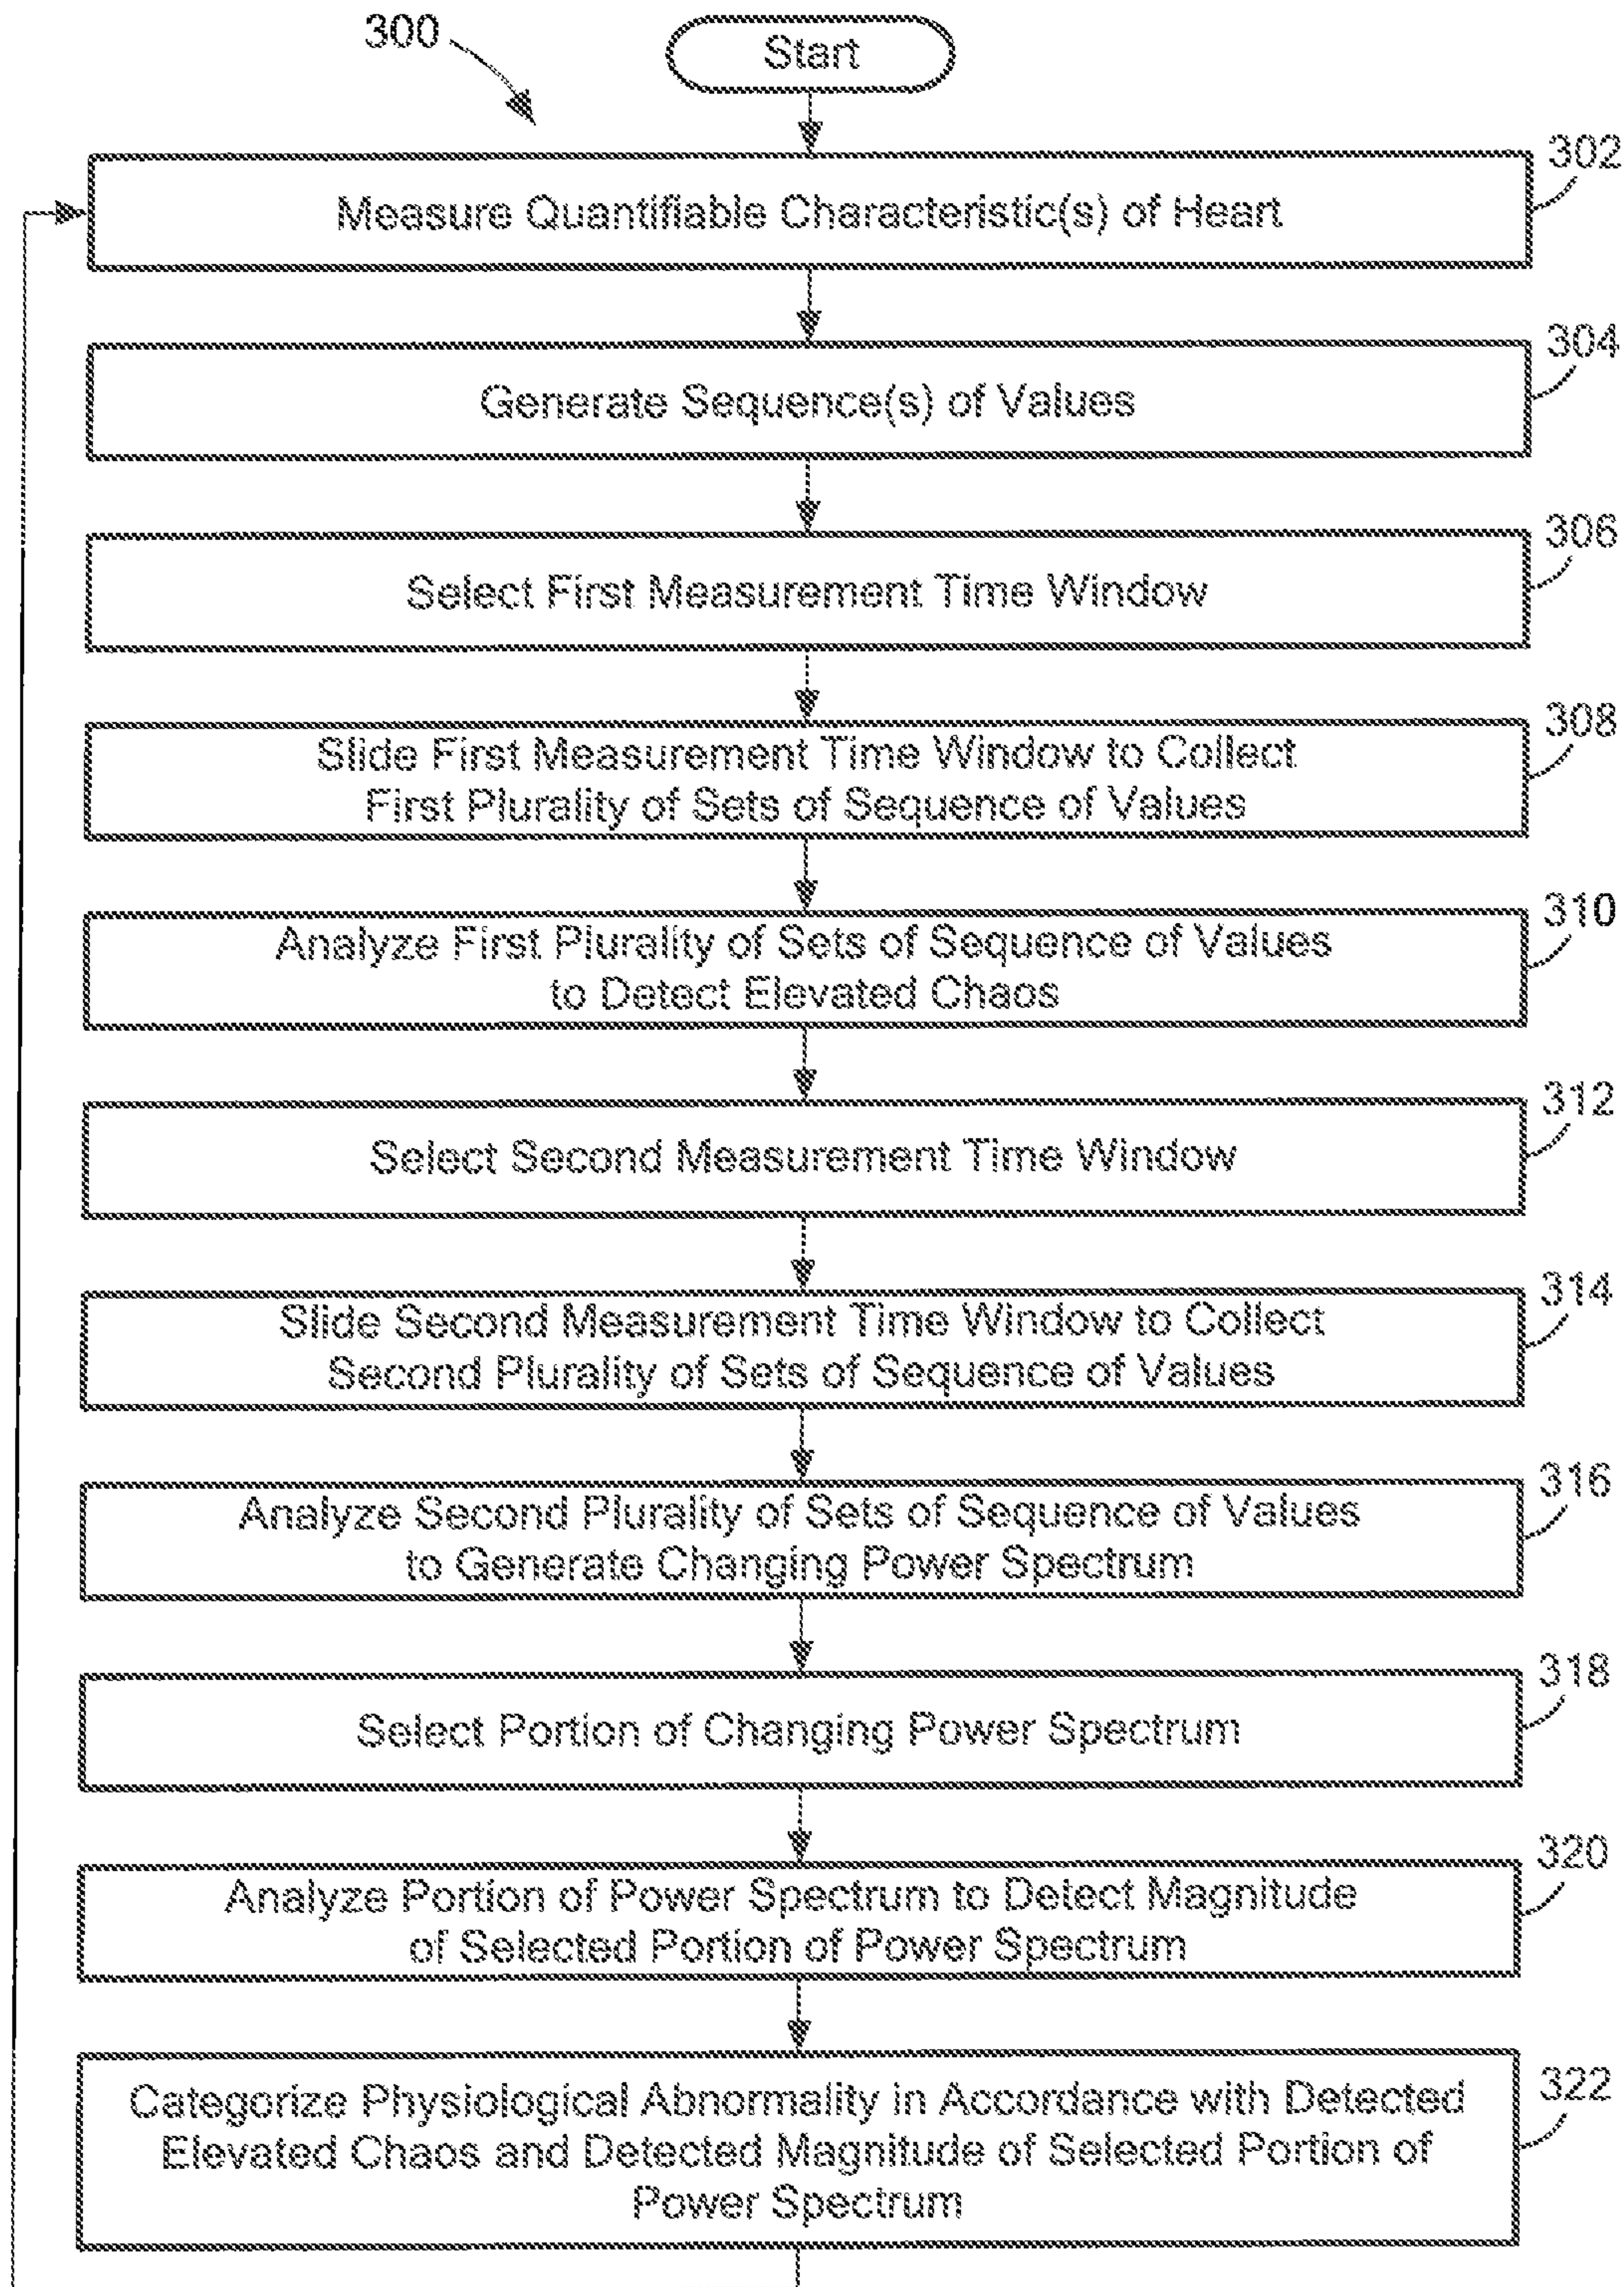 300
Start
302
Measure Quantifiable Characteristic(s) of Heart
304
Generate Sequence(s) of Values
306
Select First Measurement Time Window
308
Slide First Measurement Time Window to Collect
First Plurality of Sets of Sequence of Values
310
Analyze First Plurality of Sets of Sequence of Values
to Detect Elevated Chaos
312
Select Second Measurement Time Window
314
Slide Second Measurement Time Window to Collect
Second Plurality of Sets of Sequence of Values
316
Analyze Second Plurality of Sets of Sequence of Values
to Generate Changing Power Spectrum
318
Select Portion of Changing Power Spectrum
320
Analyze Portion of Power Spectrum to Detect Magnitude
of Selected Portion of Power Spectrum
322
Categorize Physiological Abnormality in Accordance with Detected
Elevated Chaos and Detected Magnitude of Selected Portion of
Power Spectrum